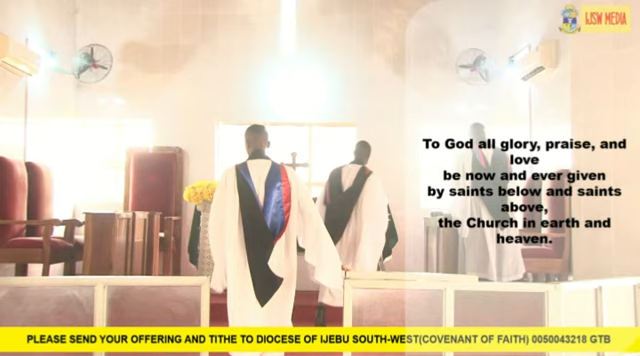 IJSW MEDIA
To God all glory, praise, and
love
be now and ever given
by saints below and saints
above,
the Church in earth and
heaven.
PLEASE SEND YOUR OFFERING AND TITHE TO DIOCESE OF IJEBU SOUTH-WEST(COVENANT OF FAITH) 0050043218 GTB